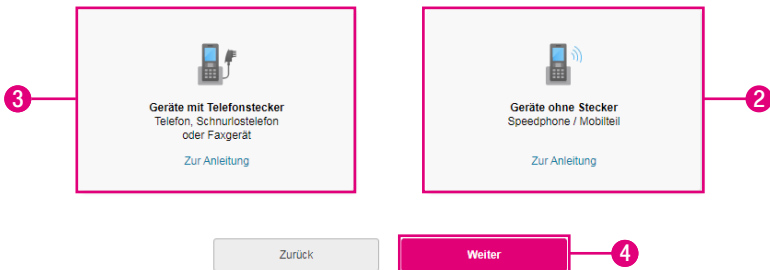 3
Geräte mit Telefonstecker
Telefon, Schnurlostelefon
oder Faxgerät
Zur Anleitung
Geräte ohne Stecker
Speedphone / Mobilteil
Zur Anleitung
2
Zurück
Weiter
4